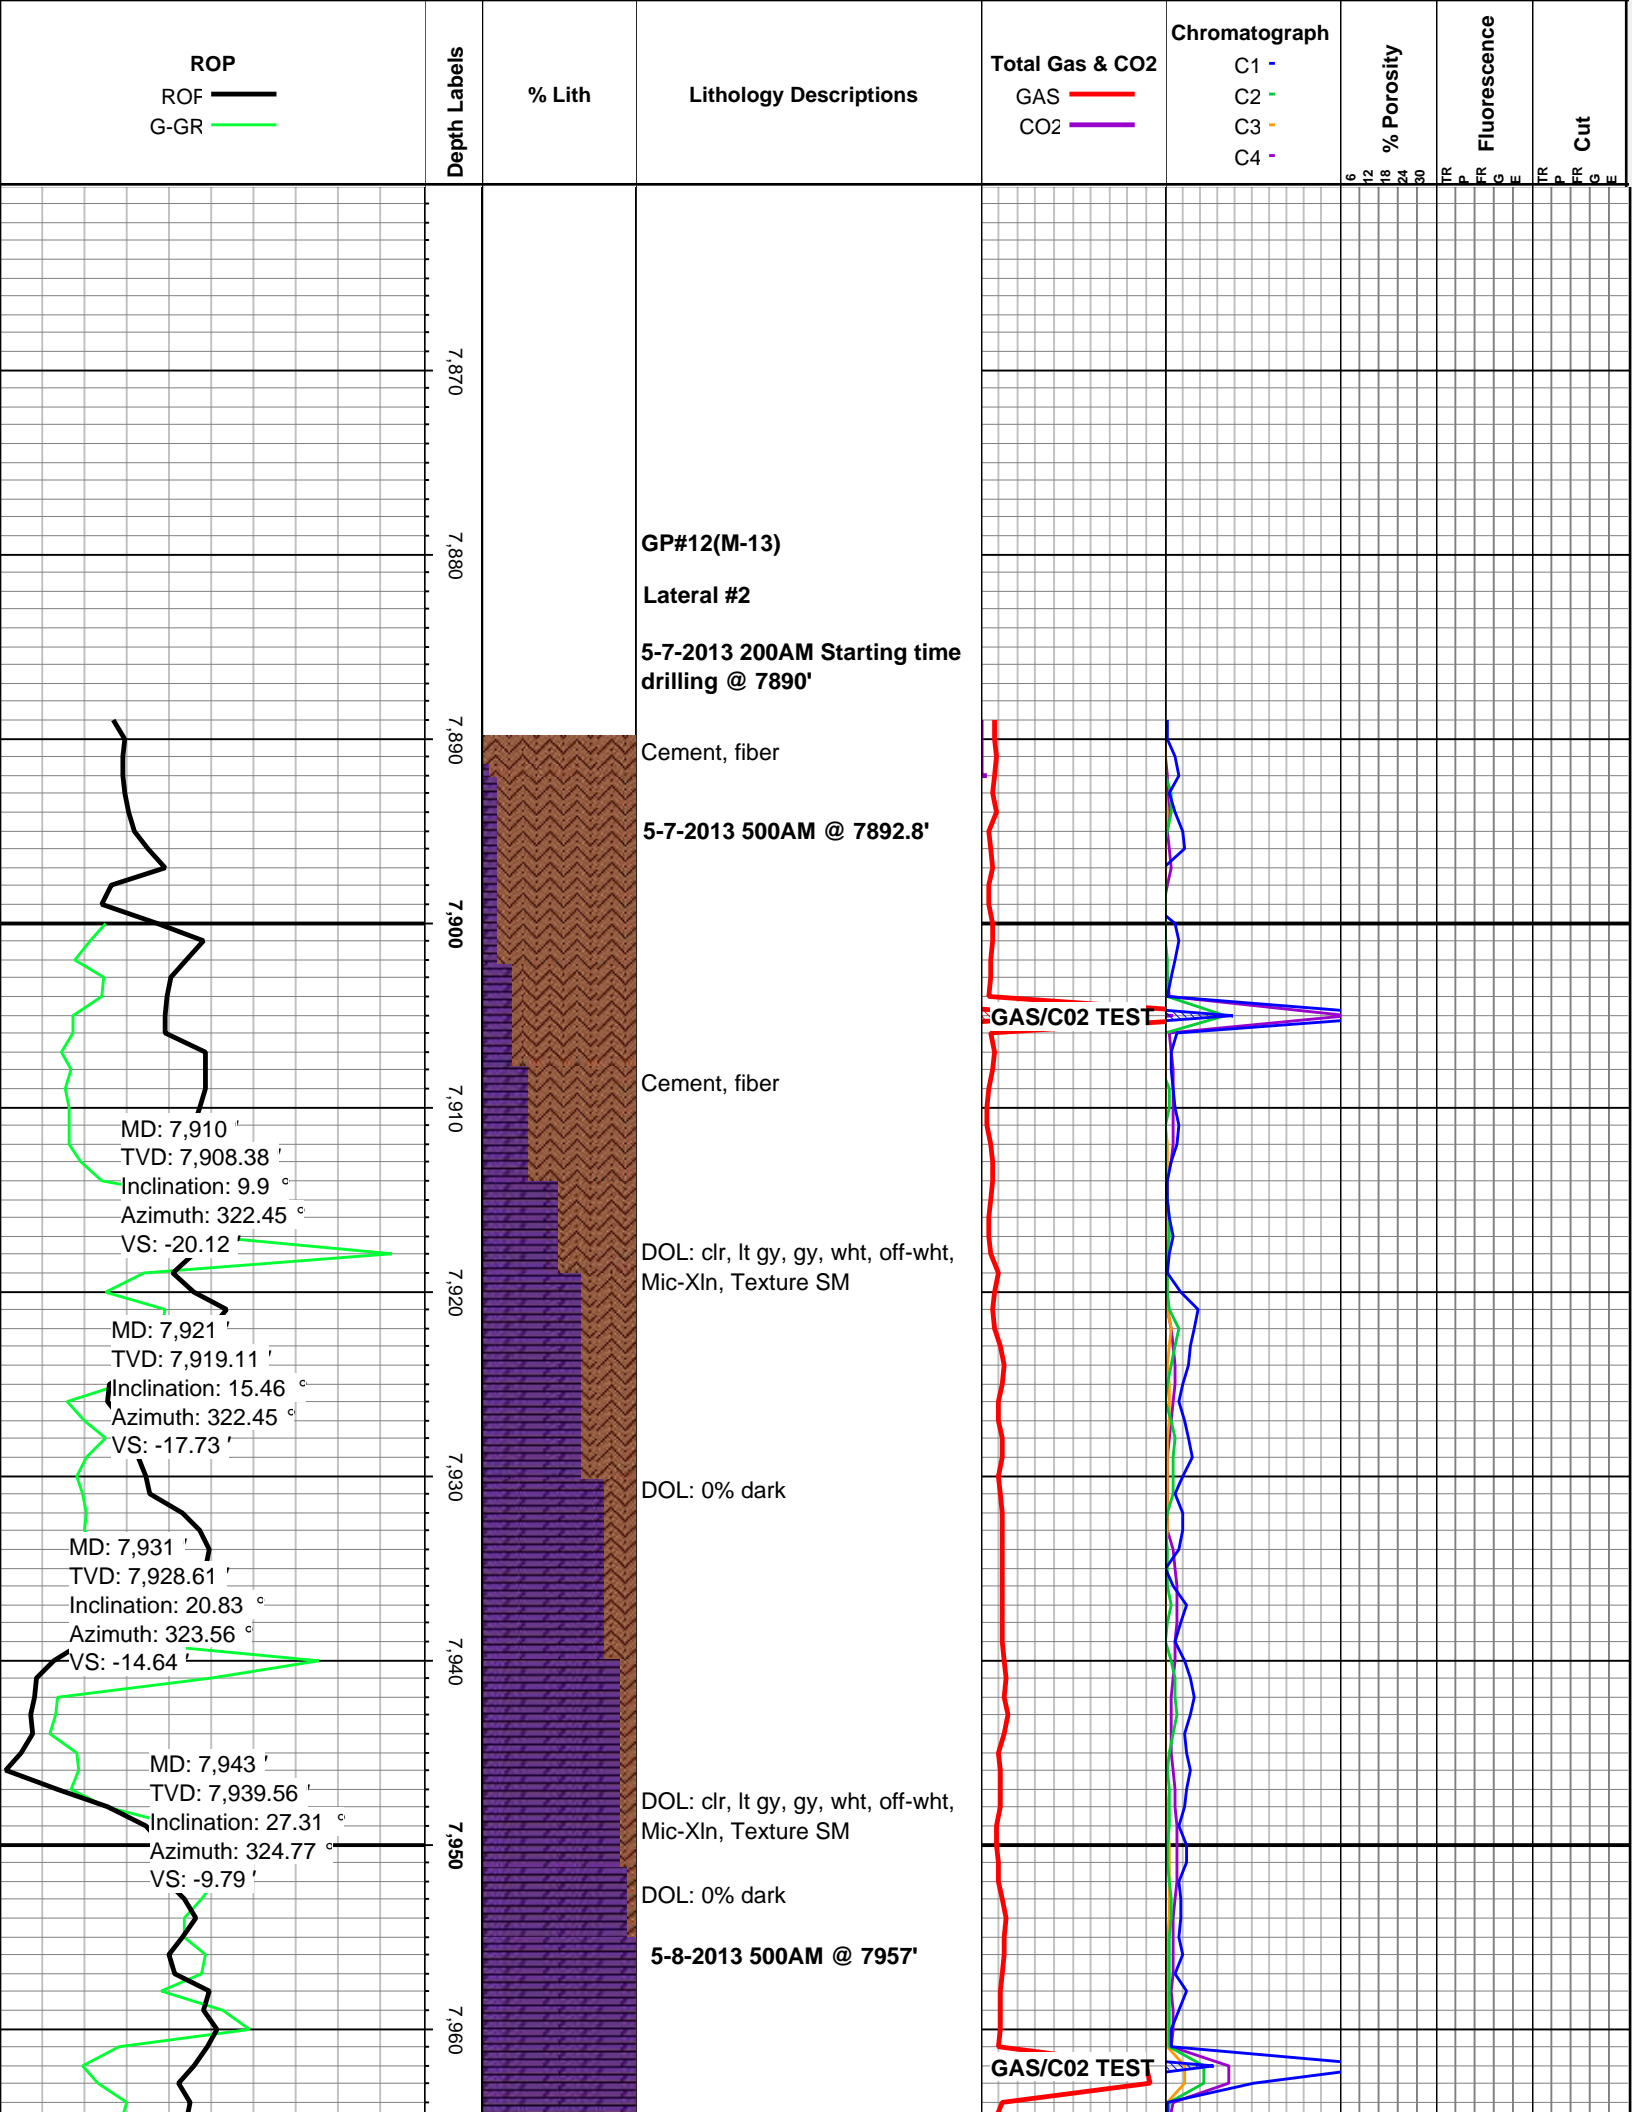 ROP
ROP
G-GR
Depth Labels
% Lith
Lithology Descriptions
Total Gas & CO2
GAS
CO2
Chromatograph
C1
C2
C3
C4
% Porosity
6 12 18 24 30
Fluorescence
TR P FR G E
Cut
TR P FR G E
7,870
7,880
GP#12(M-13)
Lateral #2
5-7-2013 200AM Starting time
drilling @ 7890'
7,890
Cement, fiber
5-7-2013 500AM @ 7892.8'
7,900
GAS/C02 TEST
Cement, fiber
7,910
MD: 7,910 '
TVD: 7,908.38 '
Inclination: 9.9 °
Azimuth: 322.45 °
VS: -20.12 '
DOL: clr, lt gy, gy, wht, off-wht,
Mic-Xln, Texture SM
7,920
MD: 7,921 '
TVD: 7,919.11 '
Inclination: 15.46 °
Azimuth: 322.45 °
VS: -17.73 '
7,930
DOL: 0% dark
MD: 7,931 '
TVD: 7,928.61 '
Inclination: 20.83 °
Azimuth: 323.56 °
VS: -14.64 '
7,940
MD: 7,943 '
TVD: 7,939.56 '
Inclination: 27.31 °
Azimuth: 324.77 °
VS: -9.79 '
DOL: clr, lt gy, gy, wht, off-wht,
Mic-Xln, Texture SM
7,950
DOL: 0% dark
5-8-2013 500AM @ 7957'
7,960
GAS/C02 TEST